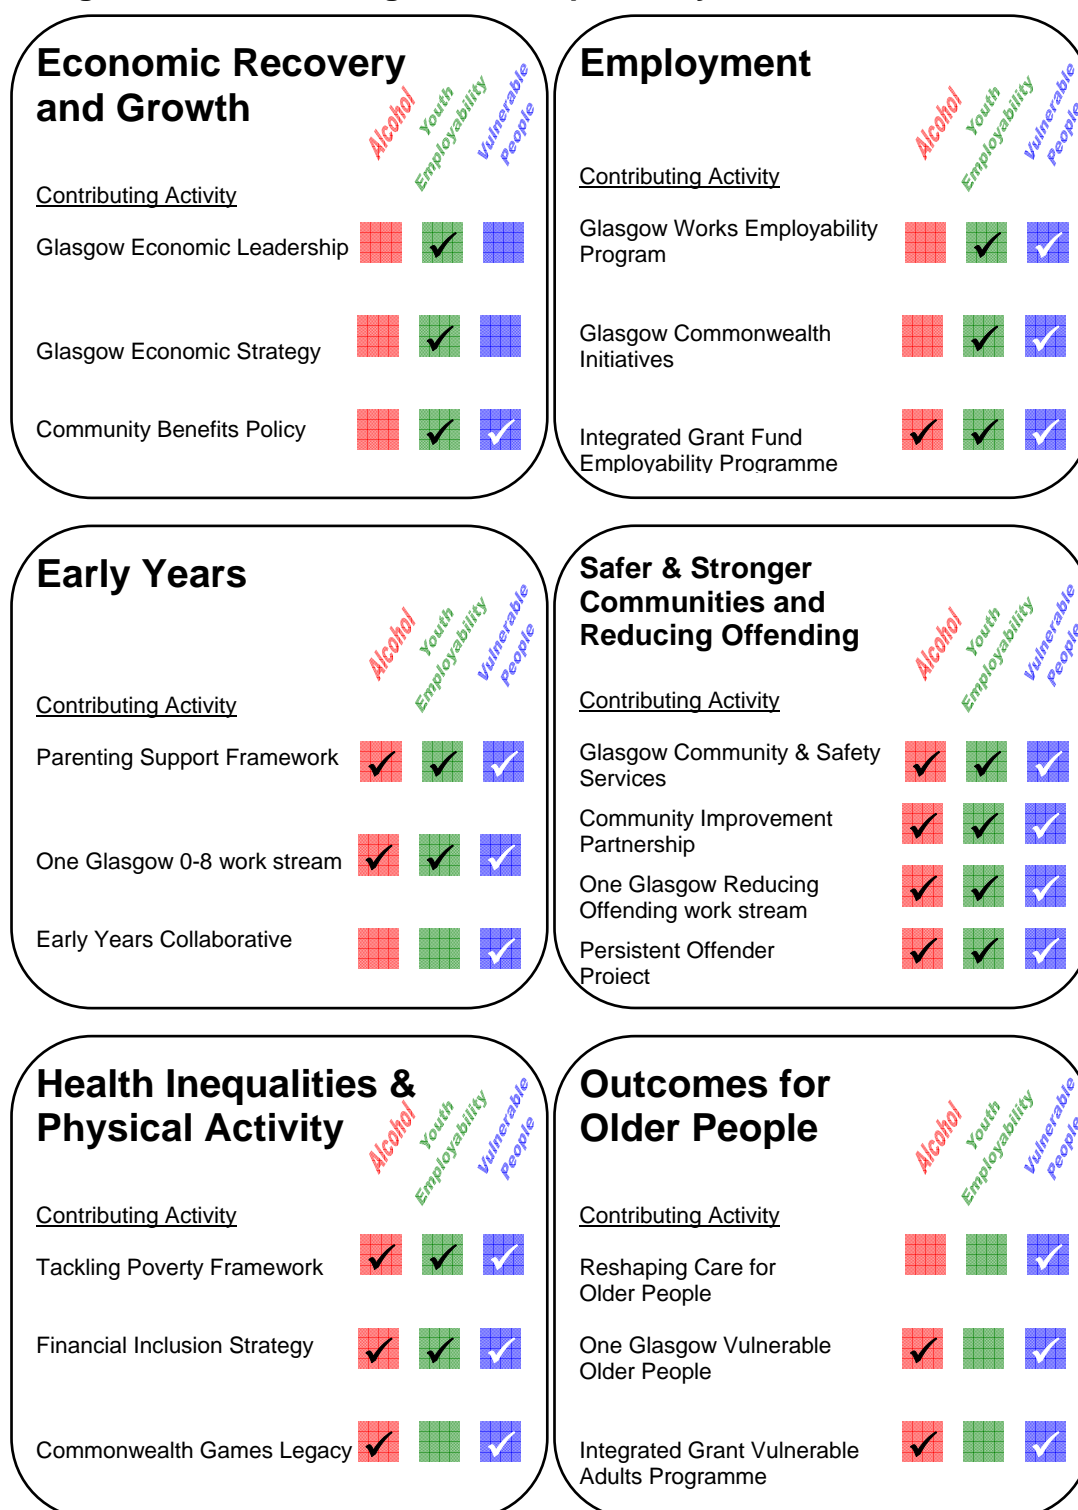 Economic Recovery
and Growth
Alcohol
Youth
Employability
Vulnerable
People
Contributing Activity
Glasgow Economic Leadership
Glasgow Economic Strategy
Community Benefits Policy
Employment
Alcohol
Youth
Employability
Vulnerable
People
Contributing Activity
Glasgow Works Employability
Program
Glasgow Commonwealth
Initiatives
Integrated Grant Fund
Employability Programme
Early Years
Alcohol
Youth
Employability
Vulnerable
People
Contributing Activity
Parenting Support Framework
One Glasgow 0-8 work stream
Early Years Collaborative
Safer & Stronger
Communities and
Reducing Offending
Alcohol
Youth
Employability
Vulnerable
People
Contributing Activity
Glasgow Community & Safety
Services
Community Improvement
Partnership
One Glasgow Reducing
Offending work stream
Persistent Offender
Project
Health Inequalities &
Physical Activity
Alcohol
Youth
Employability
Vulnerable
People
Contributing Activity
Tackling Poverty Framework
Financial Inclusion Strategy
Commonwealth Games Legacy
Outcomes for
Older People
Alcohol
Youth
Employability
Vulnerable
People
Contributing Activity
Reshaping Care for
Older People
One Glasgow Vulnerable
Older People
Integrated Grant Vulnerable
Adults Programme